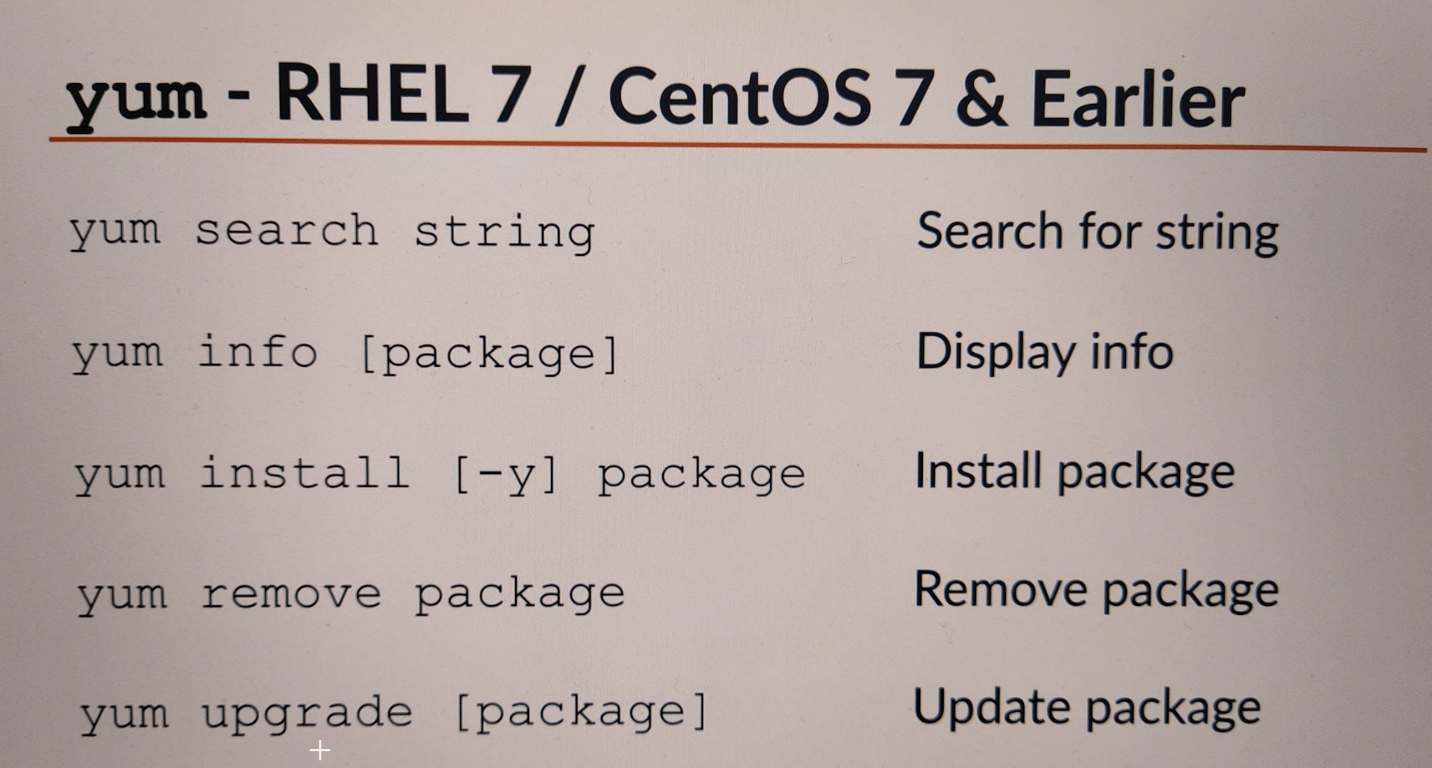 yum - RHEL 7 / CentOS 7 & Earlier
yum search string Search for string
yum info [package] Display info
yum install [-y] package Install package
yum remove package Remove package
yum upgrade [package] Update package